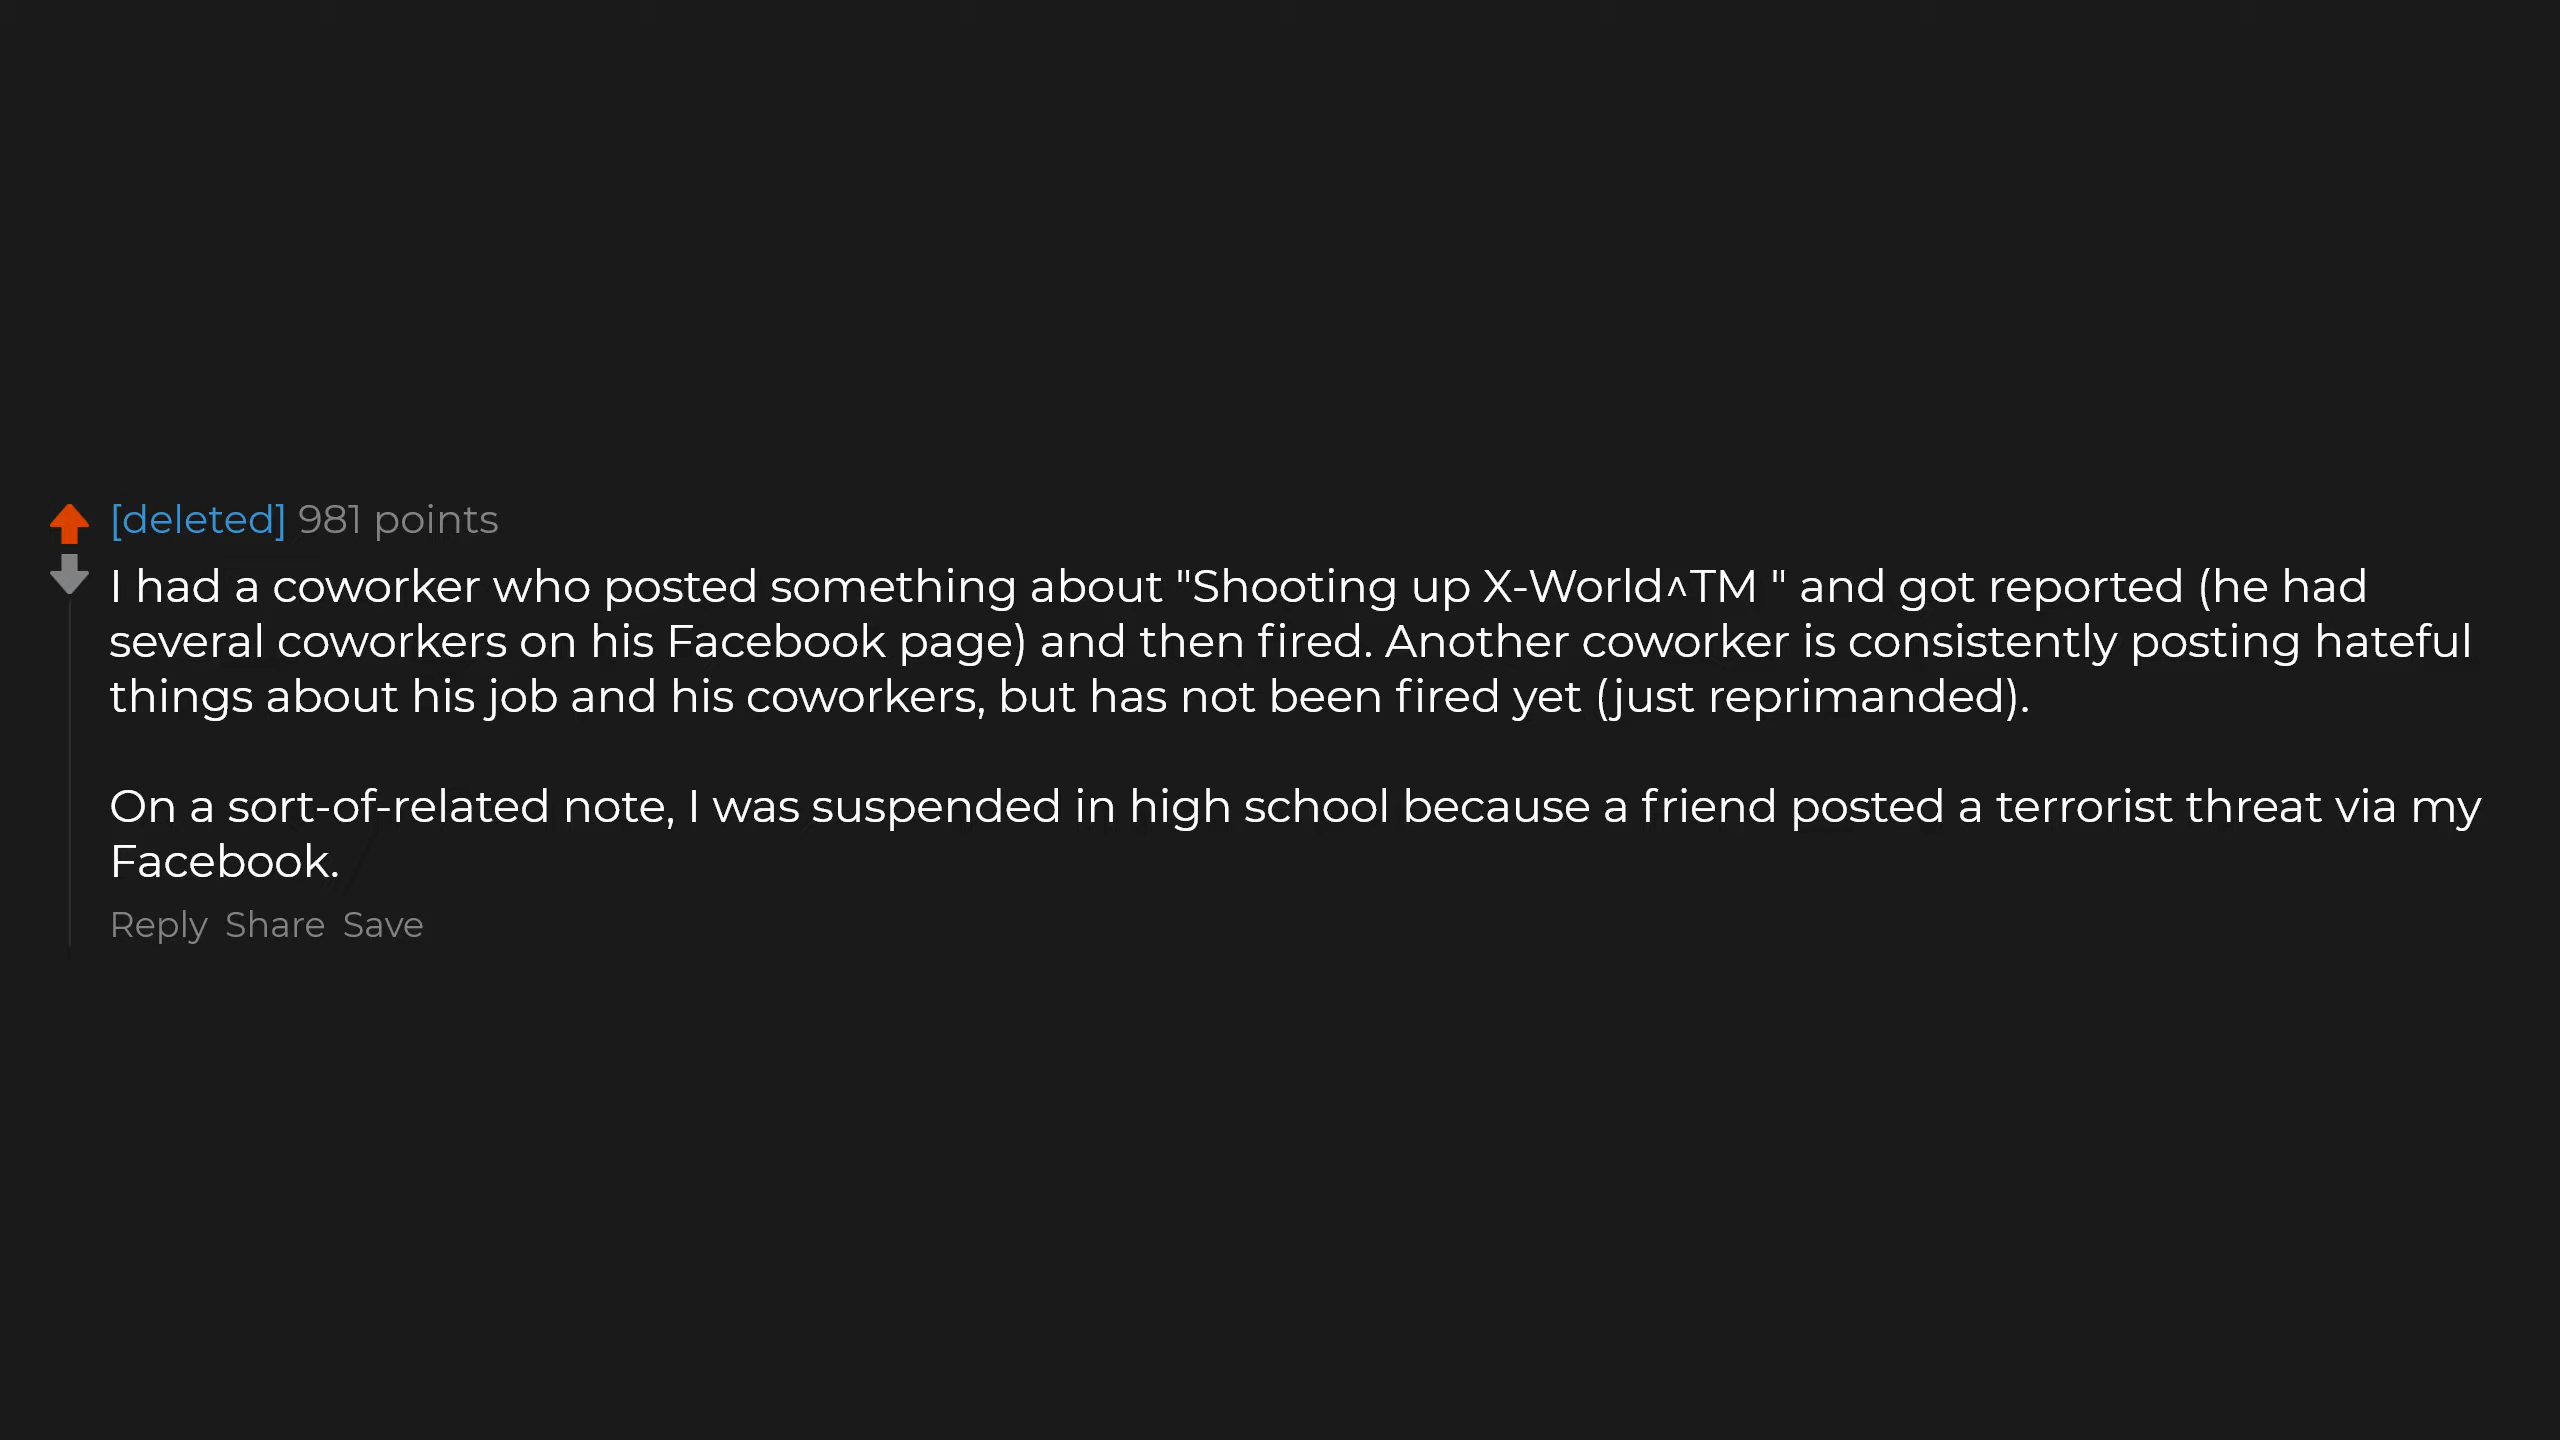 [deleted] 981 points
I had a coworker who posted something about "Shooting up X-World^TM " and got reported (he had
several coworkers on his Facebook page) and then fired. Another coworker is consistently posting hateful
things about his job and his coworkers, but has not been fired yet (just reprimanded).
On a sort-of-related note, I was suspended in high school because a friend posted a terrorist threat via my
Facebook.
Reply Share Save